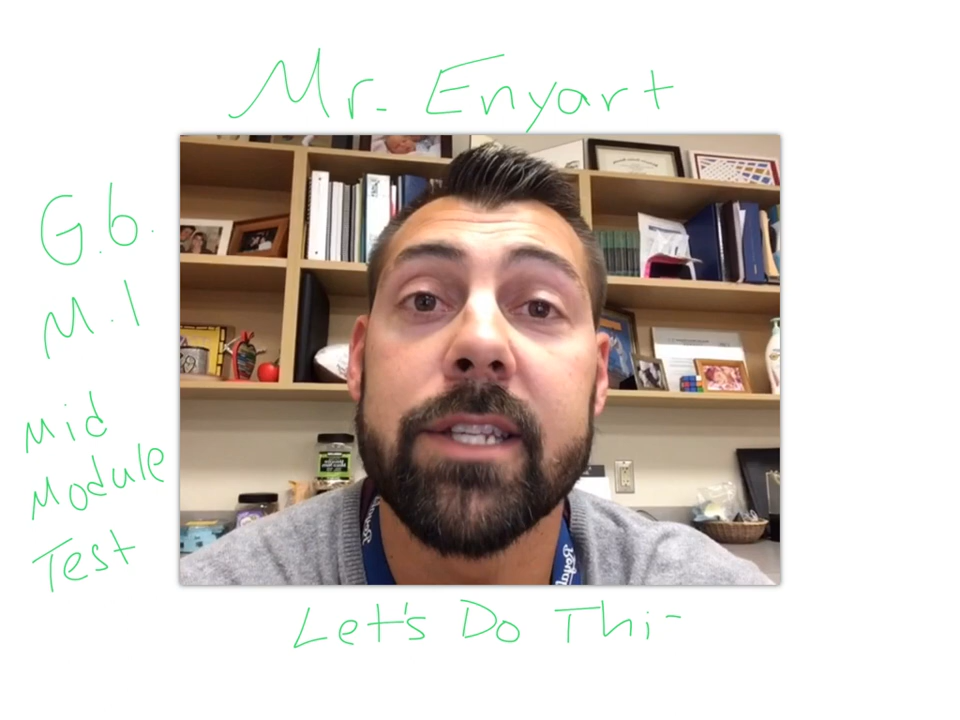 Mr. Enyart
G.6.
M.1
Mid
Module
Test
Let's Do Thi-